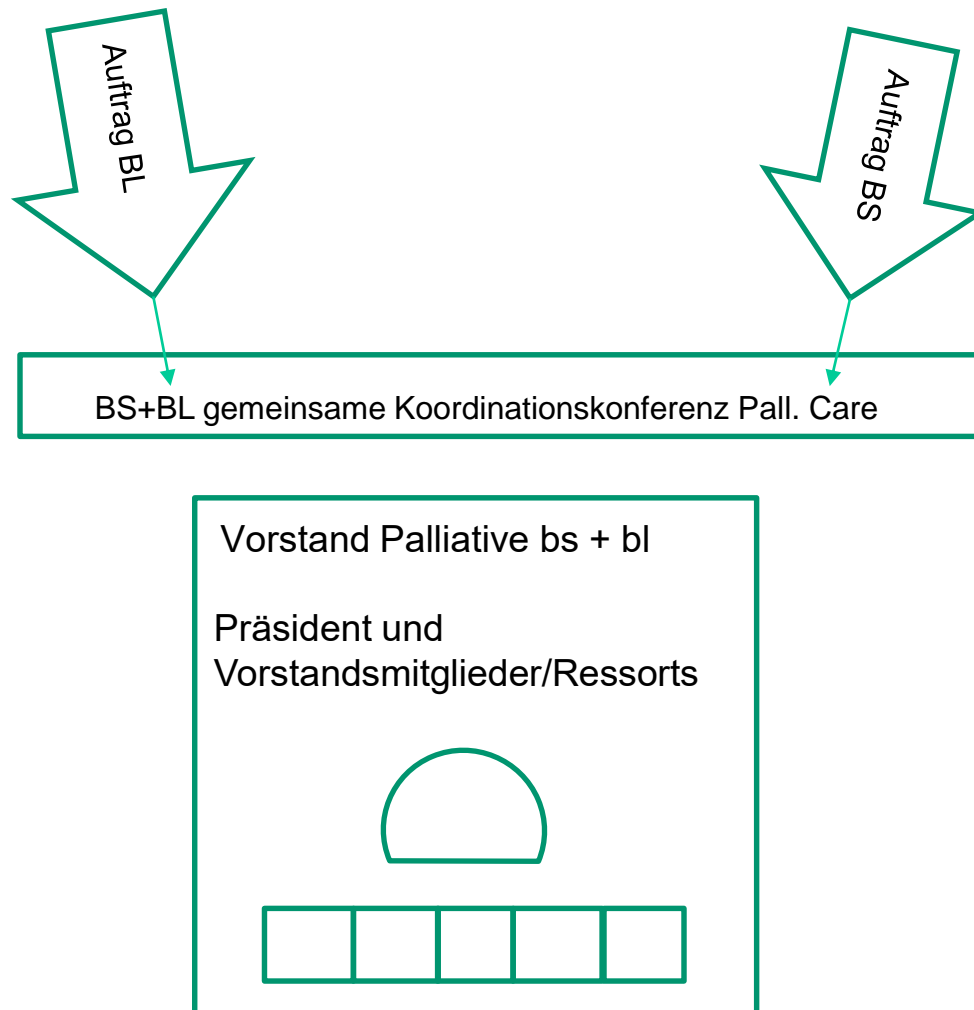 Auftrag BL
Auftrag BS
BS+BL gemeinsame Koordinationskonferenz Pall. Care
Vorstand Palliative bs + bl
Präsident und
Vorstandsmitglieder/Ressorts